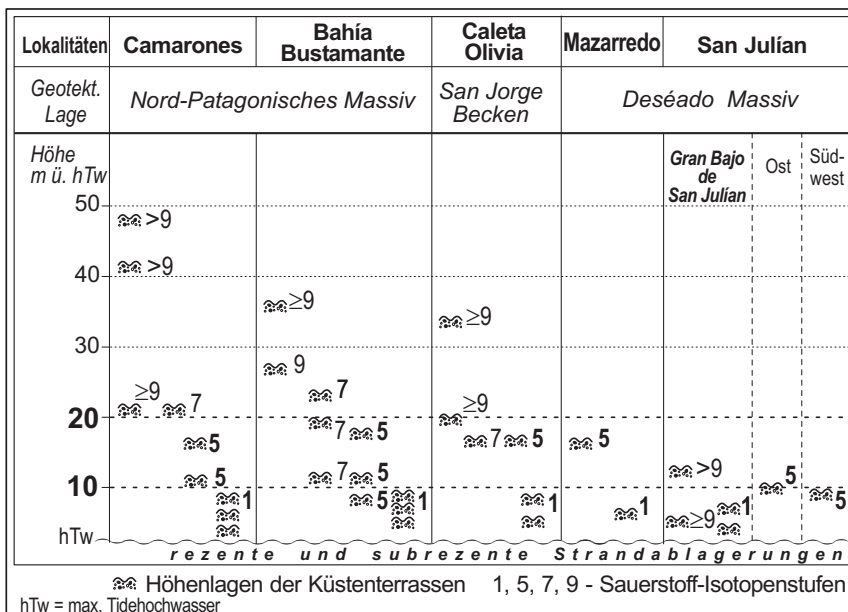 Lokalitäten Camarones Bahía Bustamante Caleta Olivia Mazarredo San Julían
Geotekt. Lage Nord-Patagonisches Massiv San Jorge Becken Deséado Massiv
Höhe m ü. hTw
Gran Bajo de San Julían Ost Süd-west
50
>9
>9
40
≥9 ≥9
30
9
≥9 7 7 ≥9
20
5 7 5 7 5 5
>9
5 7 5 5
10
1 5 1 1 1 ≥9 1 5
hTw
rezente und subrezente Strandablagerungen
Höhenlagen der Küstenterrassen 1, 5, 7, 9 - Sauerstoff-Isotopenstufen
hTw = max. Tidehochwasser